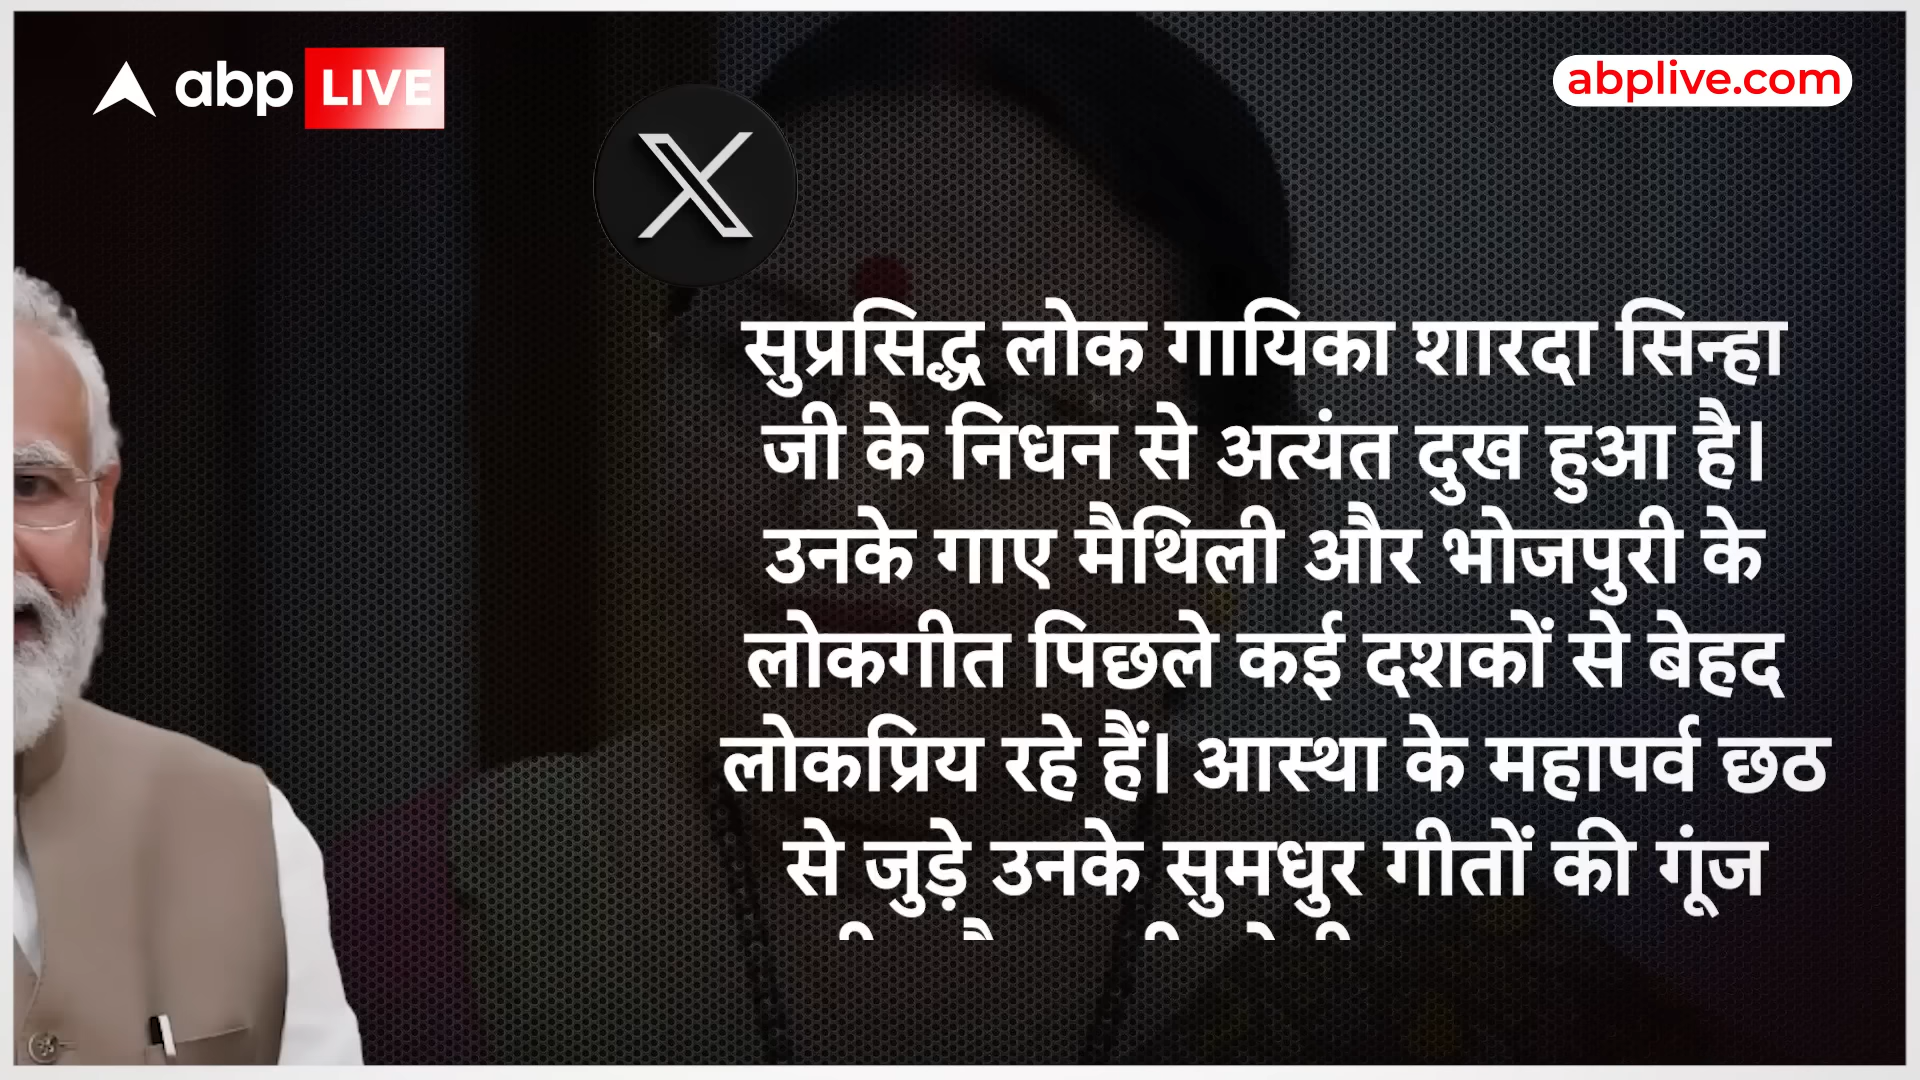 abp LIVE
abplive.com
X
सुप्रसिद्ध लोक गायिका शारदा सिन्हा
जी के निधन से अत्यंत दुख हुआ है।
उनके गाए मैथिली और भोजपुरी के
लोकगीत पिछले कई दशकों से बेहद
लोकप्रिय रहे हैं। आस्था के महापर्व छठ
से जुड़े उनके सुमधुर गीतों की गूंज